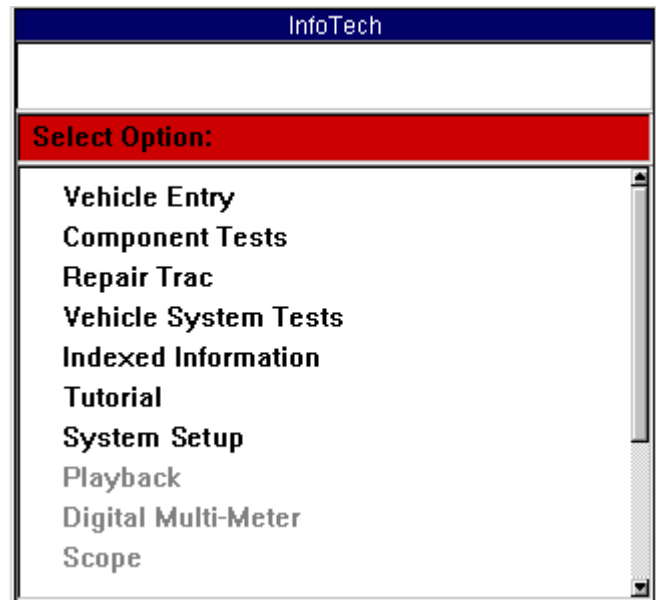 InfoTech
Select Option:
Vehicle Entry
Component Tests
Repair Trac
Vehicle System Tests
Indexed Information
Tutorial
System Setup
Playback
Digital Multi-Meter
Scope